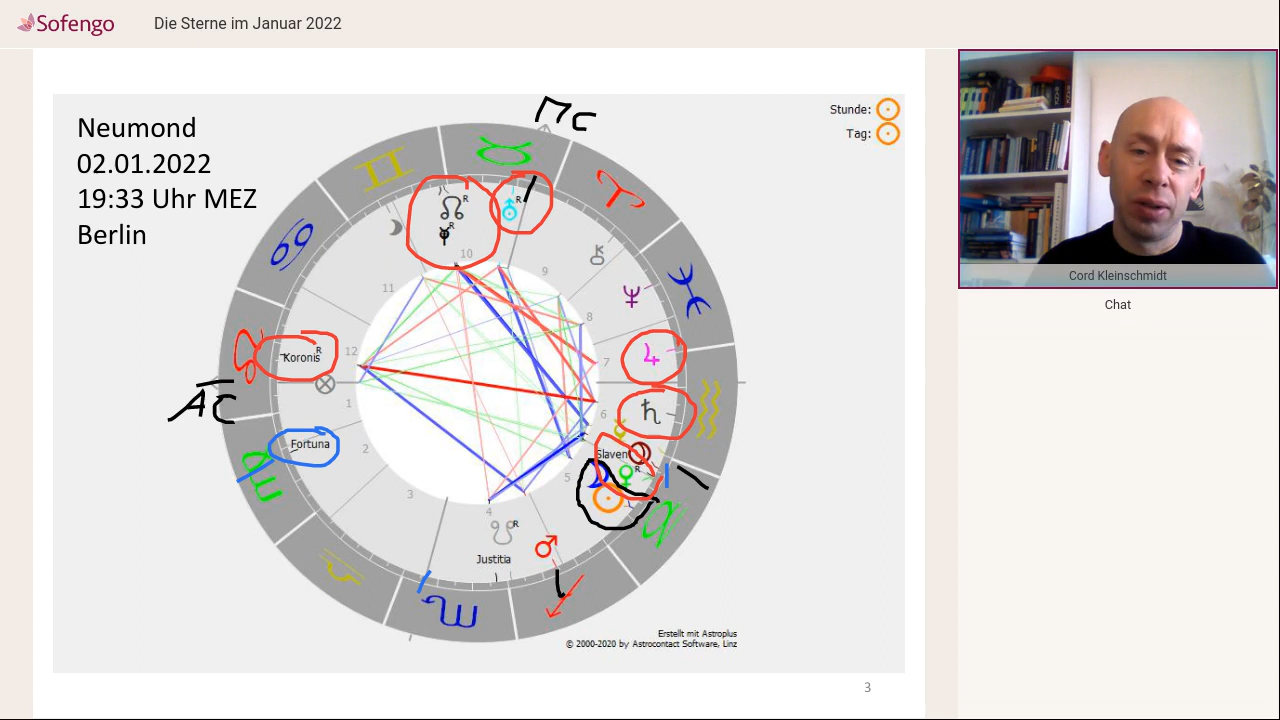 Sofengo
Die Sterne im Januar 2022
Neumond
02.01.2022
19:33 Uhr MEZ
Berlin
MC
Stunde:
Tag:
R
R
R
10
9
11
8
Koronis
R
12
7
AC
1
6
Fortuna
2
Slaven
R
5
3
4
R
Justitia
Erstellt mit Astroplus
© 2000-2020 by Astrocontact Software, Linz
3
Cord Kleinschmidt
Chat